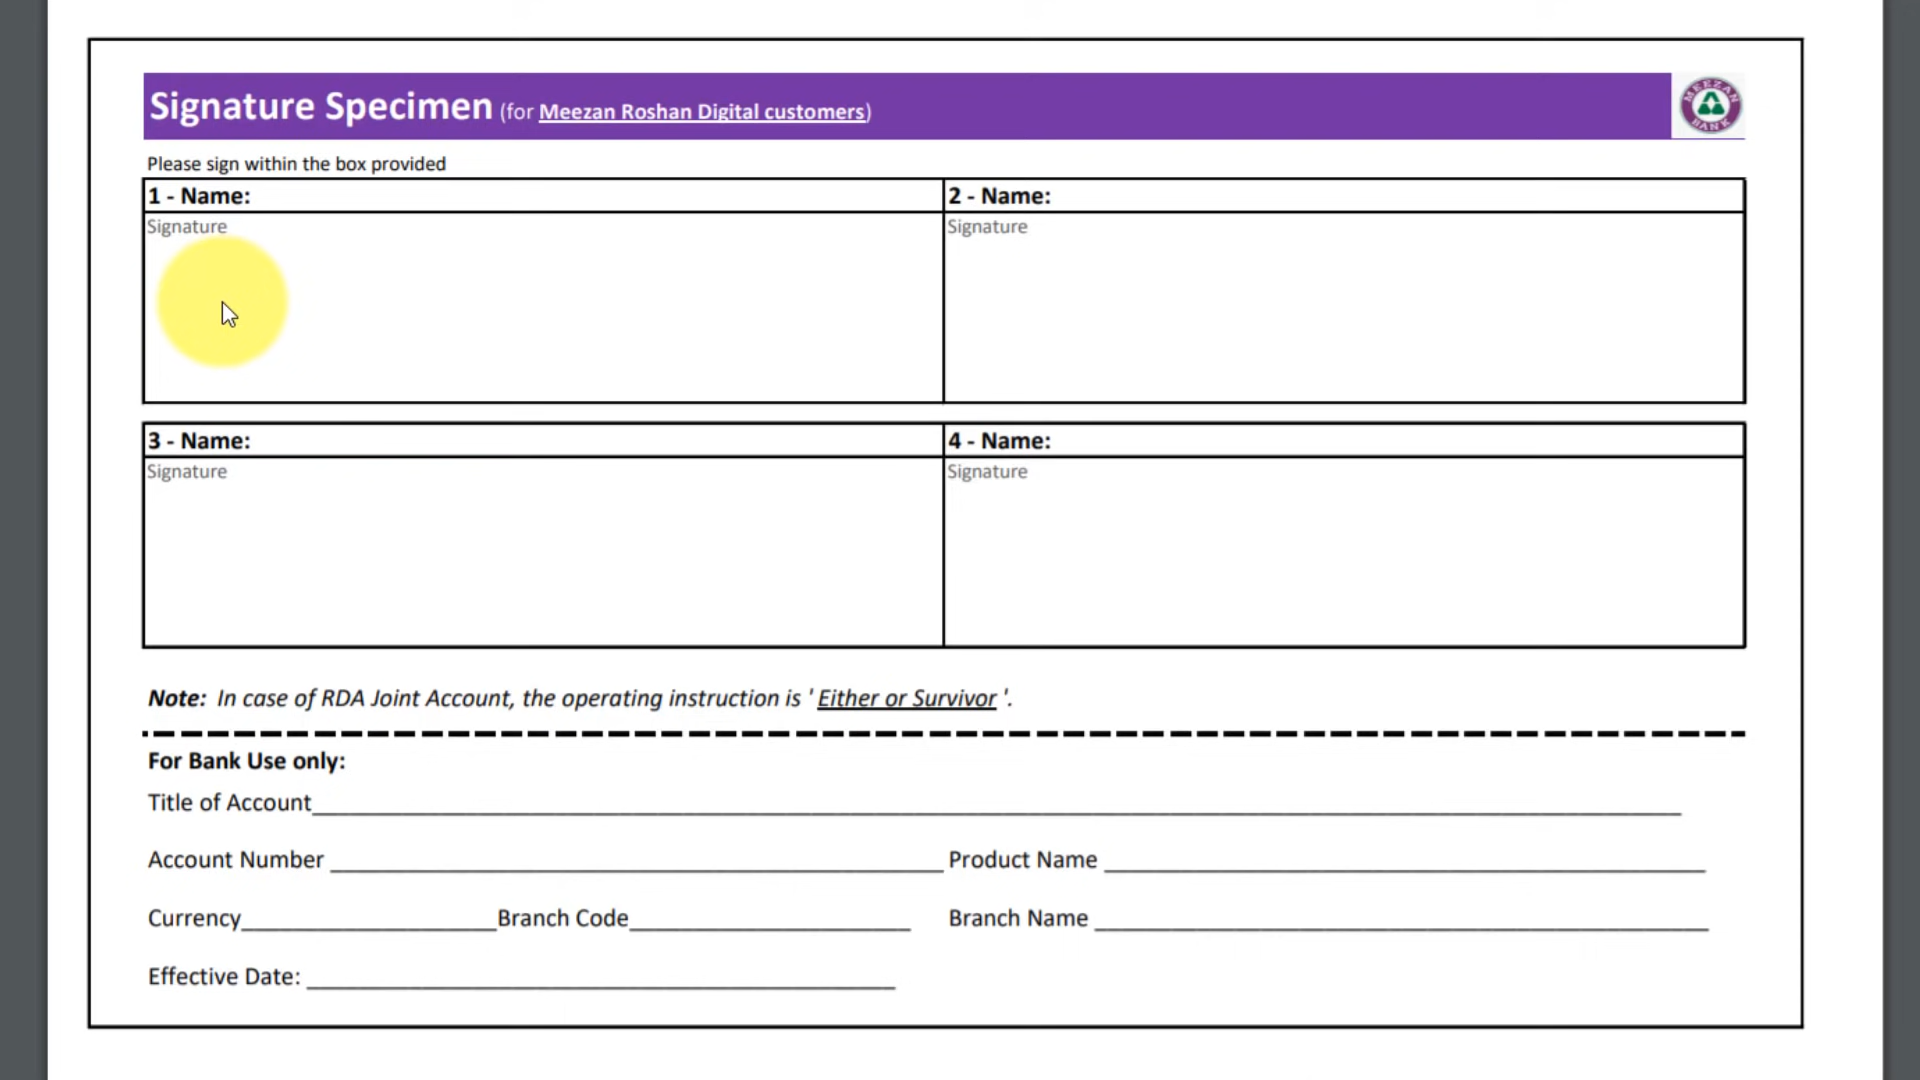 Signature Specimen (for Meezan Roshan Digital customers)
MEEZAN BANK
Please sign within the box provided
1 - Name:
2 - Name:
Signature
Signature
3 - Name:
4 - Name:
Signature
Signature
Note: In case of RDA Joint Account, the operating instruction is ' Either or Survivor '.
For Bank Use only:
Title of Account
Account Number
Product Name
Currency
Branch Code
Branch Name
Effective Date: